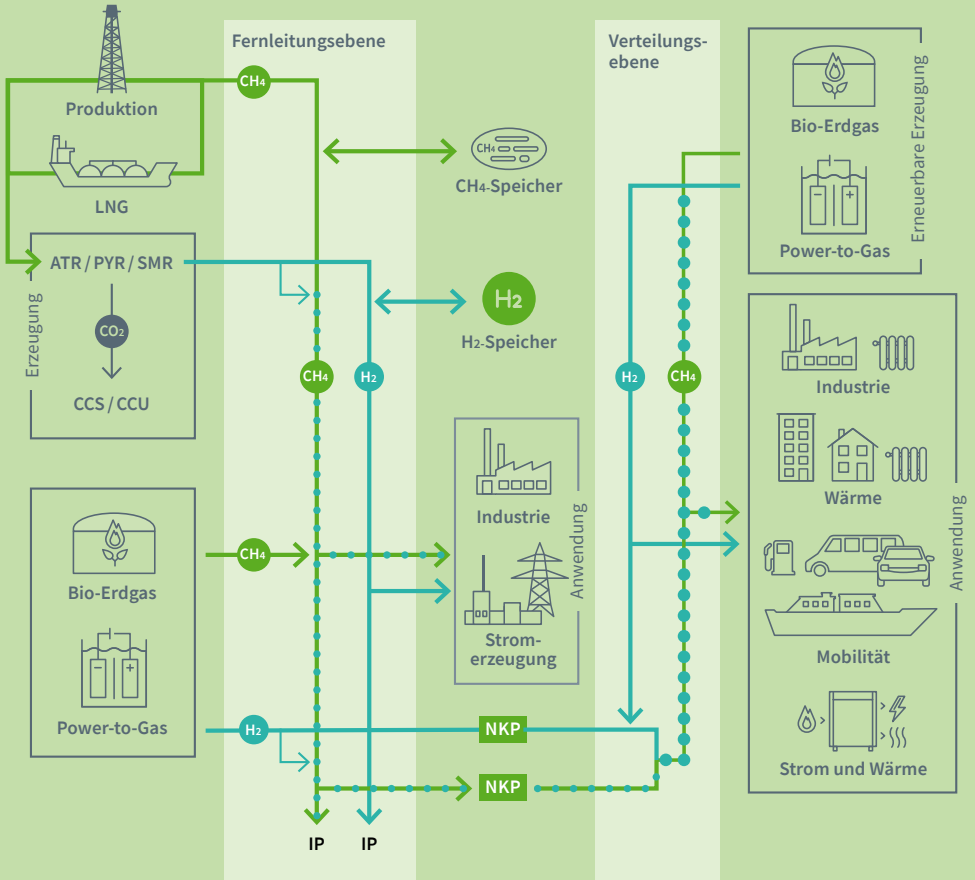 Fernleitungsebene
Verteilungs-
ebene
CH4
Produktion
LNG
CH4
CH4-Speicher
Bio-Erdgas
Power-to-Gas
Erneuerbare Erzeugung
ATR / PYR / SMR
CO2
CCS / CCU
Erzeugung
H2
H2-Speicher
CH4
H2
H2
CH4
Industrie
Wärme
Mobilität
Strom und Wärme
Anwendung
Industrie
Strom-
erzeugung
Anwendung
Bio-Erdgas
Power-to-Gas
CH4
H2
NKP
NKP
IP
IP